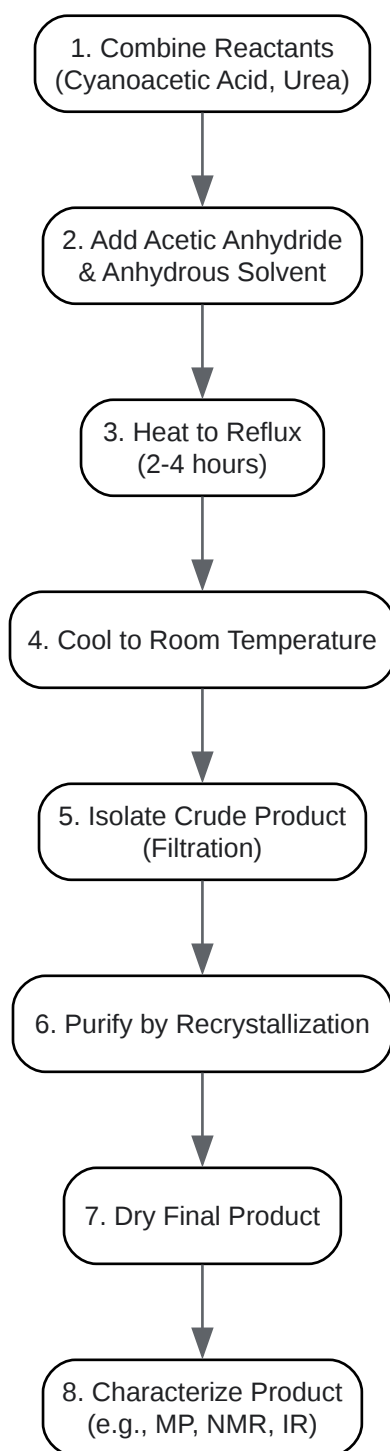 1. Combine Reactants
(Cyanoacetic Acid, Urea)
2. Add Acetic Anhydride
& Anhydrous Solvent
3. Heat to Reflux
(2-4 hours)
4. Cool to Room Temperature
5. Isolate Crude Product
(Filtration)
6. Purify by Recrystallization
7. Dry Final Product
8. Characterize Product
(e.g., MP, NMR, IR)